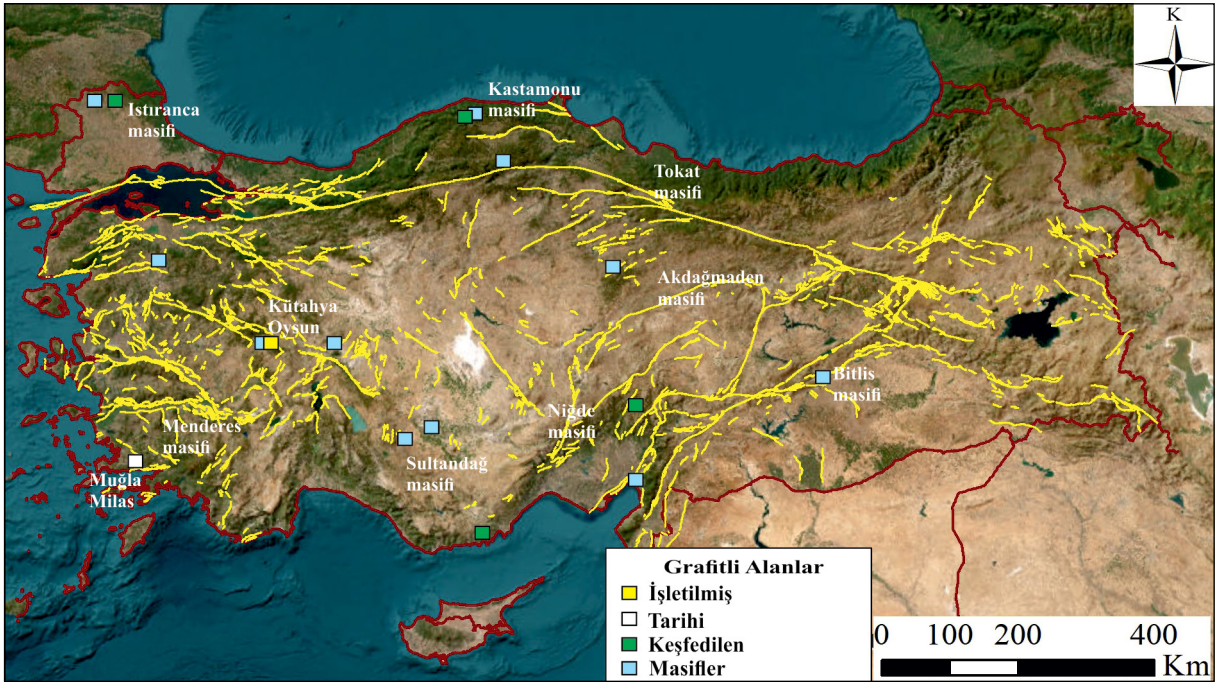 K
Kastamonu
masifi
Istıranca
masifi
Tokat
masifi
Akdağmaden
masifi
Kütahya
Oysun
Bitlis
masifi
Niğde
masifi
Menderes
masifi
Sultandağ
masifi
Muğla
Milas
Grafitli Alanlar
İşletilmiş
Tarihi
Keşfedilen
Masifler
0 100 200 400
Km